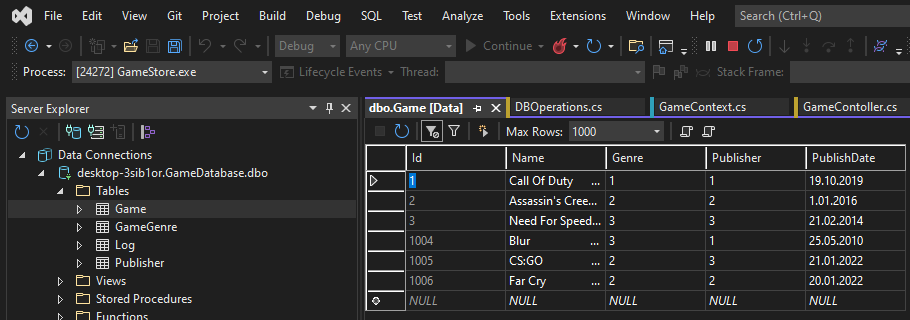 File Edit View Git Project Build Debug SQL Test Analyze Tools Extensions Window Help Search (Ctrl+Q)
Debug Any CPU Continue
Process: [24272] GameStore.exe Lifecycle Events Thread: Stack Frame:
Server Explorer
dbo.Game [Data] DBOperations.cs GameContext.cs GameContoller.cs
Max Rows: 1000
Data Connections
desktop-3sib1or.GameDatabase.dbo
Tables
Game
GameGenre
Log
Publisher
Views
Stored Procedures
Functions
Id Name Genre Publisher PublishDate
1 Call Of Duty ... 1 1 19.10.2019
2 Assassin's Cree... 2 2 1.01.2016
3 Need For Speed... 3 3 21.02.2014
1004 Blur ... 3 1 25.05.2010
1005 CS:GO ... 2 3 21.01.2022
1006 Far Cry ... 2 2 20.01.2022
NULL NULL NULL NULL NULL